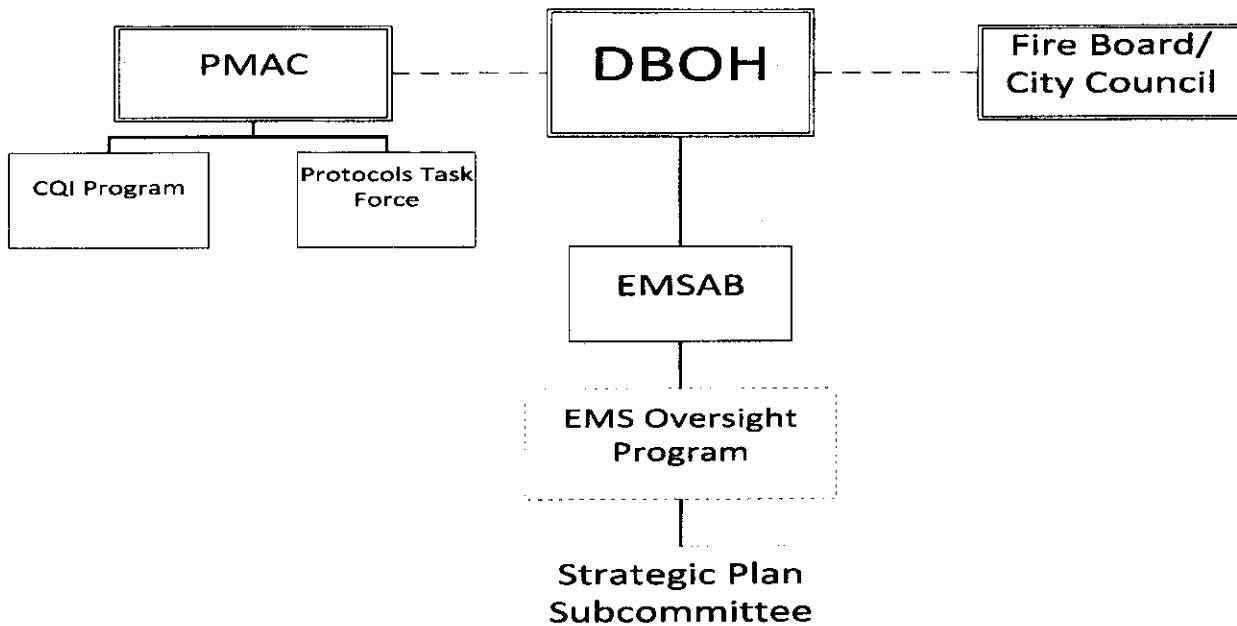 PMAC
DBOH
Fire Board/
City Council
CQI Program
Protocols Task
Force
EMSAB
EMS Oversight
Program
Strategic Plan
Subcommittee